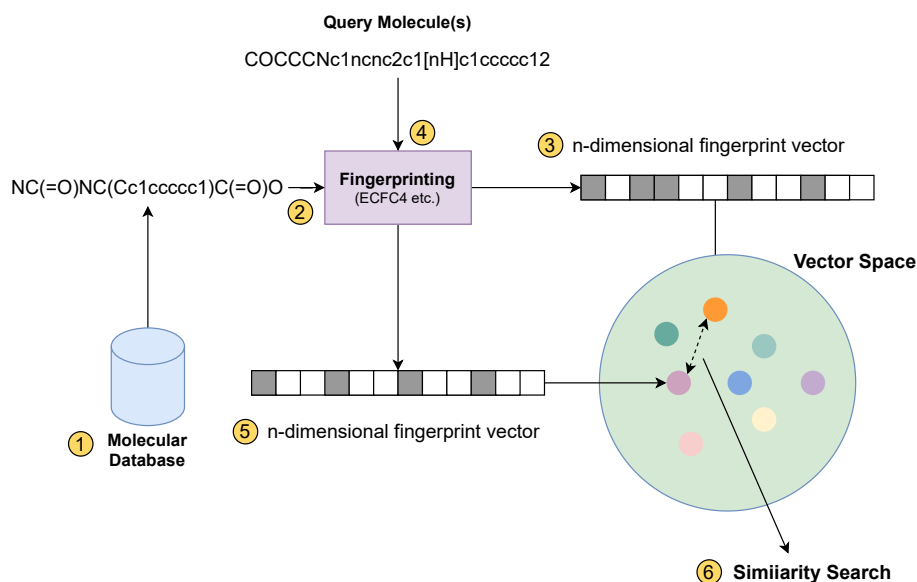 Query Molecule(s)
COCCCNc1ncnc2c1[nH]c1ccccc12
4
3 n-dimensional fingerprint vector
NC(=O)NC(Cc1ccccc1)C(=O)O
2
Fingerprinting
(ECFC4 etc.)
Vector Space
5 n-dimensional fingerprint vector
1 Molecular
Database
6 Simiiarity Search